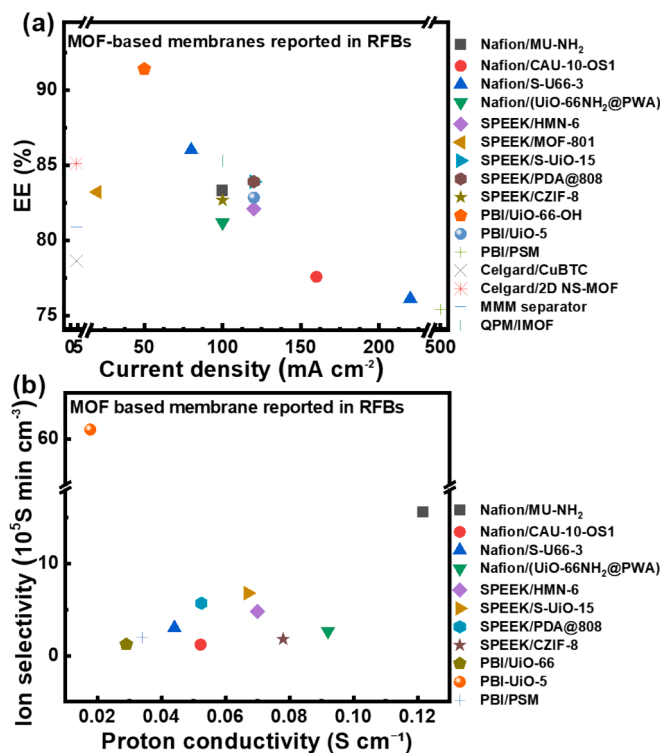 (a)
MOF-based membranes reported in RFBs
EE (%)
90
85
80
75
05 50 100 150 200 500
Current density (mA cm⁻²)
Nafion/MU-NH₂
Nafion/CAU-10-OS1
Nafion/S-U66-3
Nafion/(UiO-66NH₂@PWA)
SPEEK/HMN-6
SPEEK/MOF-801
SPEEK/S-UiO-15
SPEEK/PDA@808
SPEEK/CZIF-8
PBI/UiO-66-OH
PBI/UiO-5
PBI/PSM
Celgard/CuBTC
Celgard/2D NS-MOF
MMM separator
QPM/IMOF
(b)
MOF based membrane reported in RFBs
Ion selectivity (10⁵S min cm⁻³)
60
10
0
0.02 0.04 0.06 0.08 0.10 0.12
Proton conductivity (S cm⁻¹)
Nafion/MU-NH₂
Nafion/CAU-10-OS1
Nafion/S-U66-3
Nafion/(UiO-66NH₂@PWA)
SPEEK/HMN-6
SPEEK/S-UiO-15
SPEEK/PDA@808
SPEEK/CZIF-8
PBI/UiO-66
PBI-UiO-5
PBI/PSM